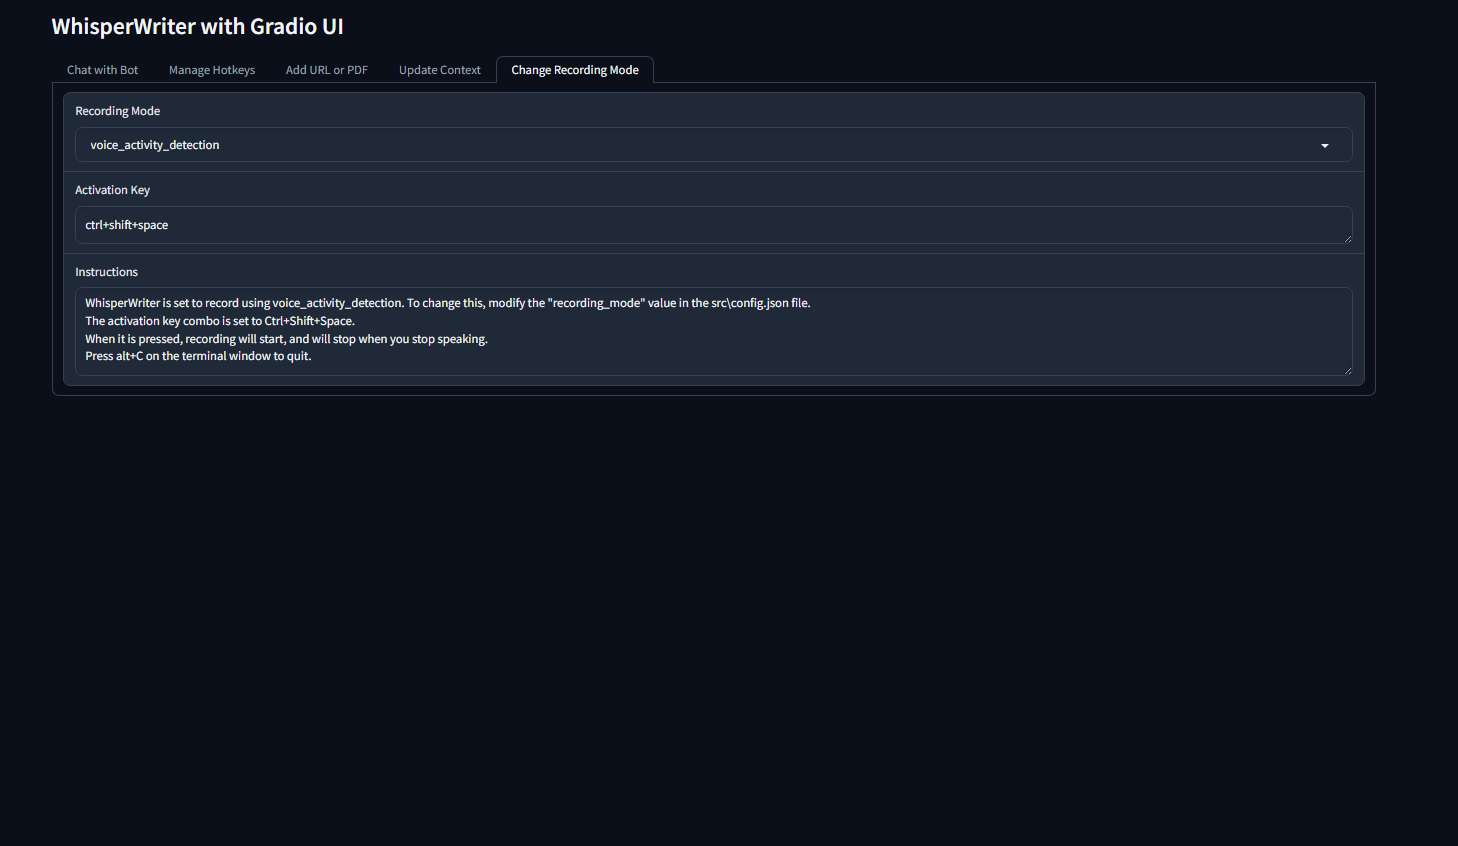 WhisperWriter with Gradio UI
Chat with Bot
Manage Hotkeys
Add URL or PDF
Update Context
Change Recording Mode
Recording Mode
voice_activity_detection
Activation Key
ctrl+shift+space
Instructions
WhisperWriter is set to record using voice_activity_detection. To change this, modify the "recording_mode" value in the src\config.json file.
The activation key combo is set to Ctrl+Shift+Space.
When it is pressed, recording will start, and will stop when you stop speaking.
Press alt+C on the terminal window to quit.